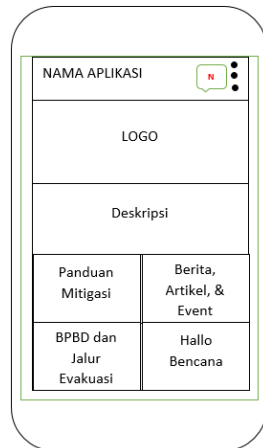 NAMA APLIKASI
N
LOGO
Deskripsi
Panduan
Mitigasi
Berita,
Artikel, &
Event
BPBD dan
Jalur
Evakuasi
Hallo
Bencana